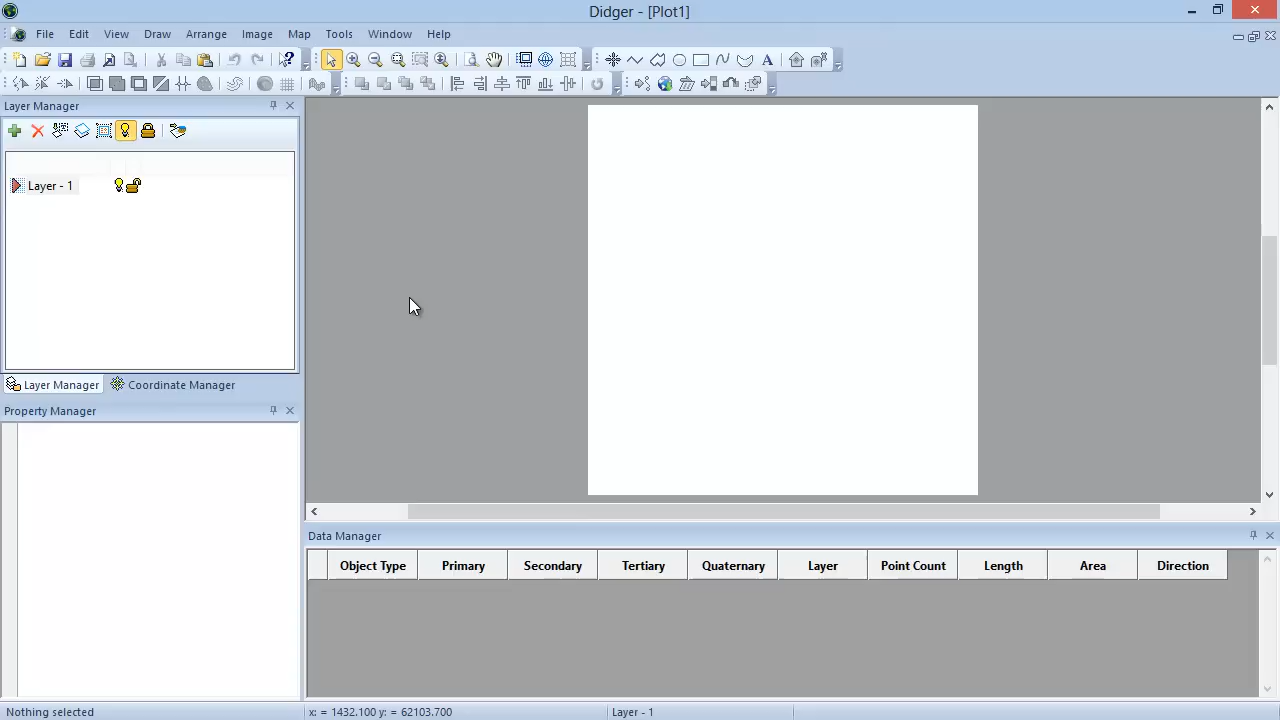 Didger - [Plot1]
File Edit View Draw Arrange Image Map Tools Window Help
Layer Manager
Layer - 1
Layer Manager Coordinate Manager
Property Manager
Data Manager
Object Type Primary Secondary Tertiary Quaternary Layer Point Count Length Area Direction
Nothing selected x: = 1432.100 y: = 62103.700 Layer - 1